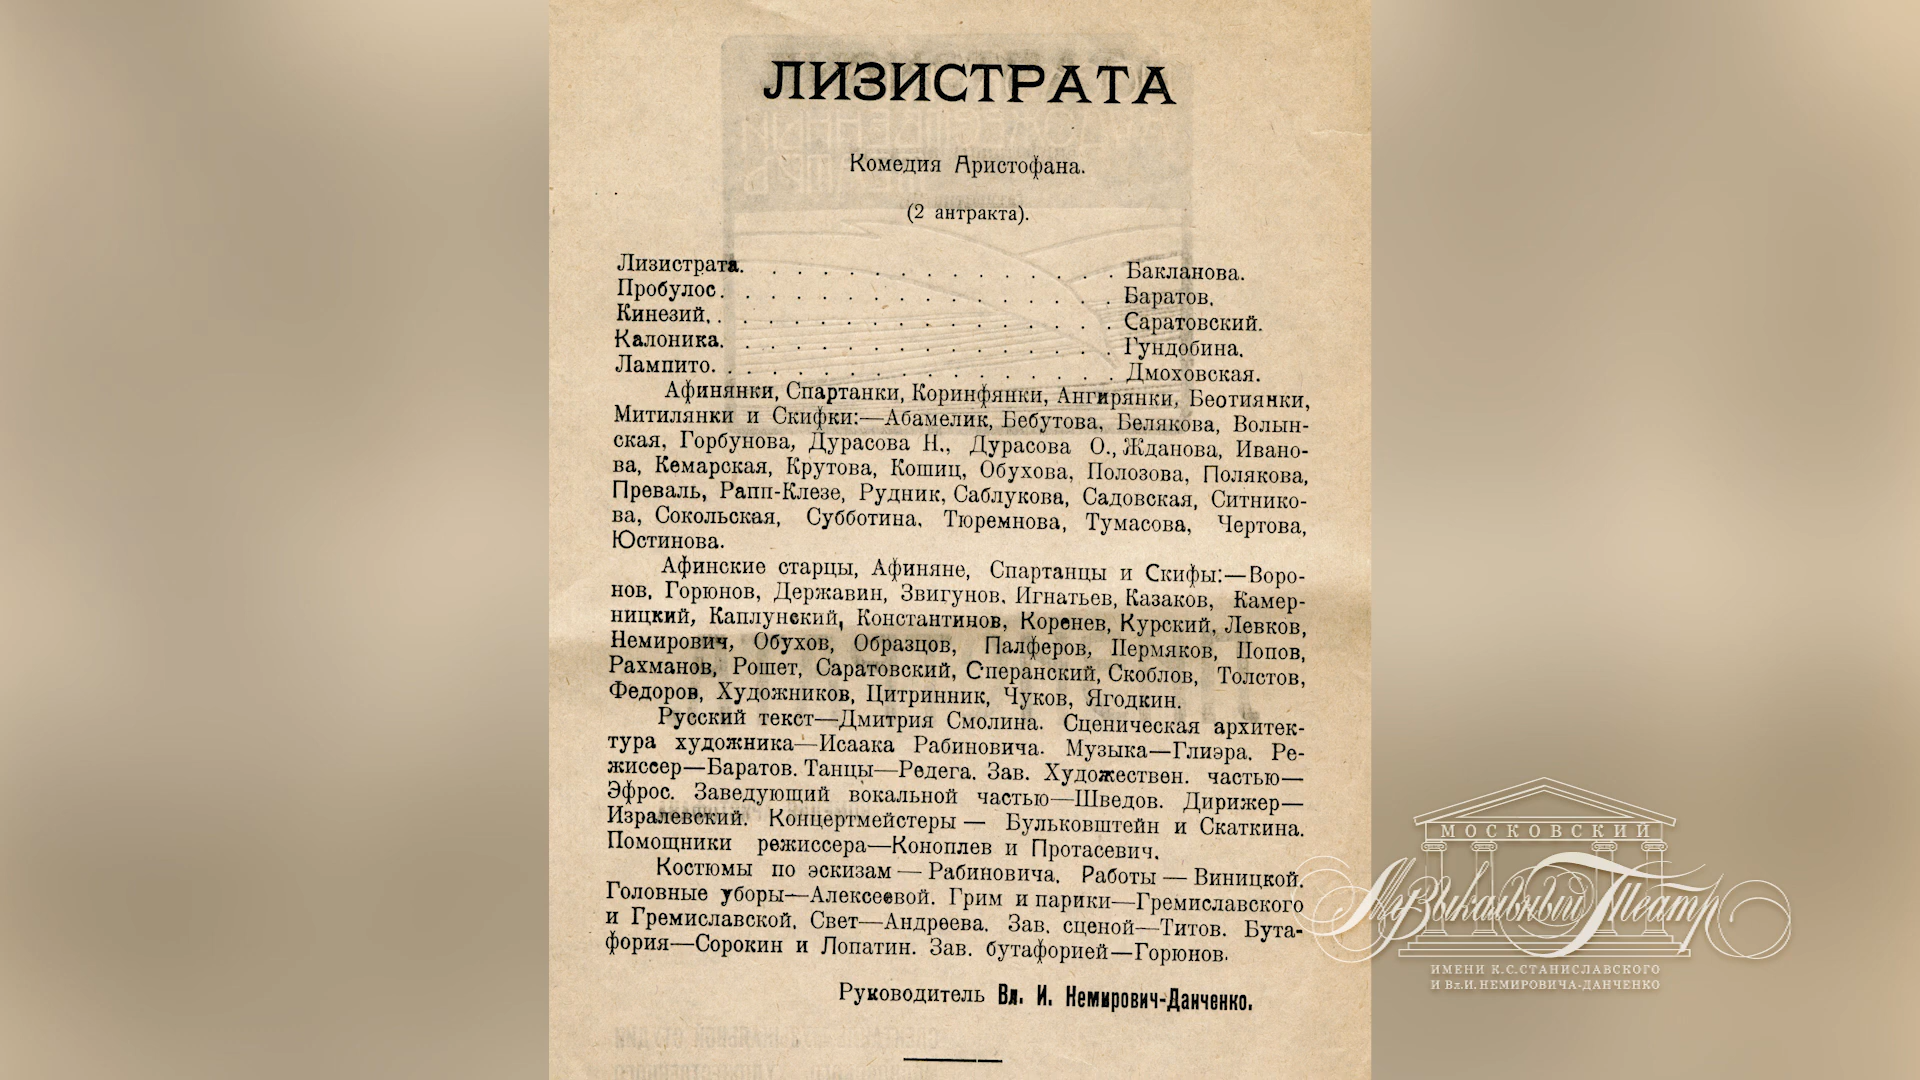 ЛИЗИСТРАТА
Комедия Аристофана.
(2 антракта).
Лизистрата. . . . . . . . . . . . . . . . Бакланова.
Пробулос. . . . . . . . . . . . . . . . . Баратов.
Кинезий. . . . . . . . . . . . . . . . . Саратовский.
Калоника. . . . . . . . . . . . . . . . . Гундобина.
Лампито. . . . . . . . . . . . . . . . . Дмоховская.
Афинянки, Спартанки, Коринфянки, Ангирянки, Беотиянки,
Митилянки и Скифки:—Абамелик, Бебутова, Белякова, Волын-
ская, Горбунова, Дурасова Н., Дурасова О., Жданова, Ивано-
ва, Кемарская, Крутова, Кошиц, Обухова, Полозова, Полякова,
Преваль, Рапп-Клезе, Рудник, Саблукова, Садовская, Ситнико-
ва, Сокольская, Субботина, Тюремнова, Тумасова, Чертова,
Юстинова.
Афинские старцы, Афиняне, Спартанцы и Скифы:—Воро-
нов, Горюнов, Державин, Звигунов, Игнатьев, Казаков, Камер-
ницкий, Каплунский, Константинов, Коренев, Курский, Левков,
Немирович, Обухов, Образцов, Палферов, Пермяков, Попов,
Рахманов, Рошет, Саратовский, Сперанский, Скоблов, Толстов,
Федоров, Художников, Цитринник, Чуков, Ягодкин.
Русский текст—Дмитрия Смолина. Сценическая архитек-
тура художника—Исаака Рабиновича. Музыка—Глиэра. Ре-
жиссер—Баратов. Танцы—Редега. Зав. Художествен. частью—
Эфрос. Заведующий вокальной частью—Шведов. Дирижер—
Изралевский. Концертмейстеры — Бульковштейн и Скаткина.
Помощники режиссера—Коноплев и Протасевич.
Костюмы по эскизам — Рабиновича. Работы — Виницкой.
Головные уборы—Алексеевой. Грим и парики—Гремиславского
и Гремиславской. Свет—Андреева. Зав. сценой—Титов. Бута-
фория—Сорокин и Лопатин. Зав. бутафорией—Горюнов.
Руководитель Вл. И. Немирович-Данченко.
МОСКОВСКИЙ
Музыкальный Театр
ИМЕНИ К.С.СТАНИСЛАВСКОГО
И Вл.И.НЕМИРОВИЧА-ДАНЧЕНКО